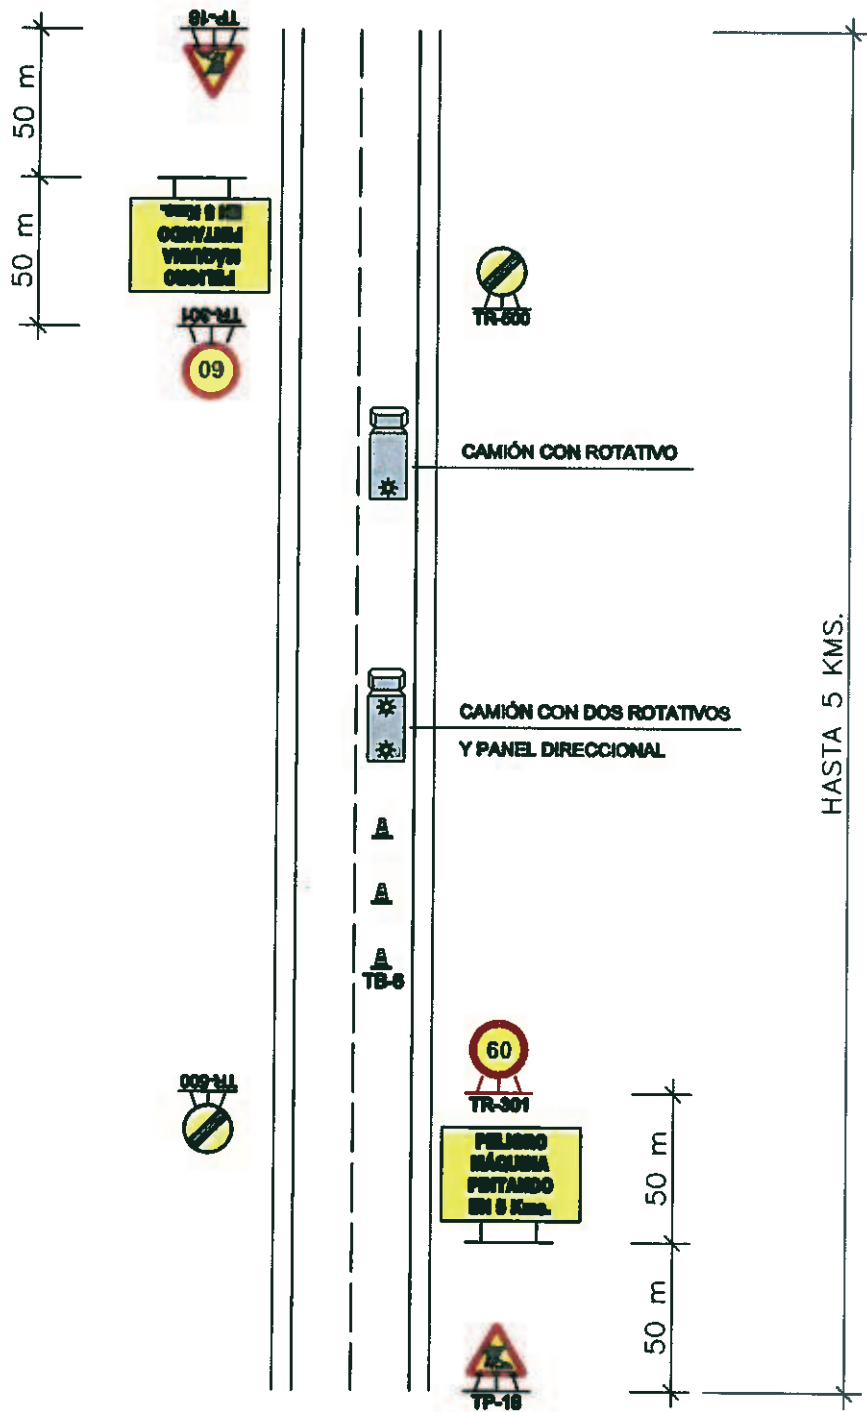 TP-18
50 m
50 m
PELIGRO
MÁQUINA
PINTANDO
EN 5 Kms.
TR-301
60
TR-500
CAMIÓN CON ROTATIVO
CAMIÓN CON DOS ROTATIVOS
Y PANEL DIRECCIONAL
HASTA 5 KMS.
TB-6
60
TR-301
TR-500
PELIGRO
MÁQUINA
PINTANDO
EN 5 Kms.
50 m
50 m
TP-18